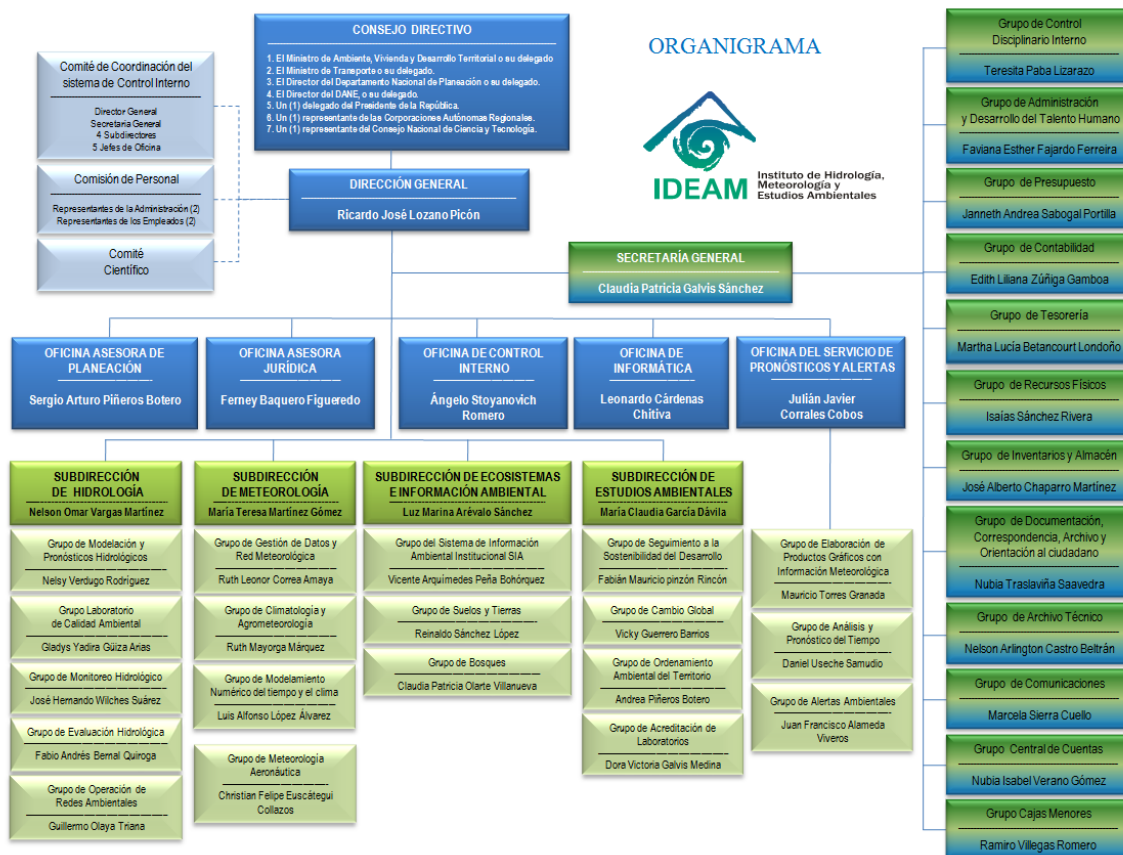 CONSEJO DIRECTIVO
1. El Ministro de Ambiente, Vivienda y Desarrollo Territorial o su delegado
2. El Ministro de Transporte o su delegado.
3. El Director del Departamento Nacional de Planeación o su delegado.
4. El Director del DANE, o su delegado.
5. Un (1) delegado del Presidente de la República.
6. Un (1) representante de las Corporaciones Autónomas Regionales.
7. Un (1) representante del Consejo Nacional de Ciencia y Tecnología.
ORGANIGRAMA
IDEAM
Instituto de Hidrología,
Meteorología y
Estudios Ambientales
Comité de Coordinación del
sistema de Control Interno
Director General
Secretaria General
4 Subdirectores
5 Jefes de Oficina
Comisión de Personal
Representantes de la Administración (2)
Representantes de los Empleados (2)
Comité
Científico
DIRECCIÓN GENERAL
Ricardo José Lozano Picón
SECRETARÍA GENERAL
Claudia Patricia Galvis Sánchez
OFICINA ASESORA DE
PLANEACIÓN
Sergio Arturo Piñeros Botero
OFICINA ASESORA
JURÍDICA
Ferney Baquero Figueredo
OFICINA DE CONTROL
INTERNO
Ángelo Stoyanovich
Romero
OFICINA DE
INFORMÁTICA
Leonardo Cárdenas
Chitiva
OFICINA DEL SERVICIO DE
PRONÓSTICOS Y ALERTAS
Julián Javier
Corrales Cobos
SUBDIRECCIÓN
DE HIDROLOGÍA
Nelson Omar Vargas Martínez
Grupo de Modelación y
Pronósticos Hidrológicos
Nelsy Verdugo Rodríguez
Grupo Laboratorio
de Calidad Ambiental
Gladys Yadira Güiza Arias
Grupo de Monitoreo Hidrológico
José Hernando Wilches Suárez
Grupo de Evaluación Hidrológica
Fabio Andrés Bernal Quiroga
Grupo de Operación de
Redes Ambientales
Guillermo Olaya Triana
SUBDIRECCIÓN
DE METEOROLOGÍA
María Teresa Martínez Gómez
Grupo de Gestión de Datos y
Red Meteorológica
Ruth Leonor Correa Amaya
Grupo de Climatología y
Agrometeorología
Ruth Mayorga Márquez
Grupo de Modelamiento
Numérico del tiempo y el clima
Luis Alfonso López Álvarez
Grupo de Meteorología
Aeronáutica
Christian Felipe Euscátegui
Collazos
SUBDIRECCIÓN DE ECOSISTEMAS
E INFORMACIÓN AMBIENTAL
Luz Marina Arévalo Sánchez
Grupo del Sistema de Información
Ambiental Institucional SIA
Vicente Arquímedes Peña Bohórquez
Grupo de Suelos y Tierras
Reinaldo Sánchez López
Grupo de Bosques
Claudia Patricia Olarte Villanueva
SUBDIRECCIÓN DE
ESTUDIOS AMBIENTALES
María Claudia García Dávila
Grupo de Seguimiento a la
Sostenibilidad del Desarrollo
Fabián Mauricio pinzón Rincón
Grupo de Cambio Global
Vicky Guerrero Barrios
Grupo de Ordenamiento
Ambiental del Territorio
Andrea Piñeros Botero
Grupo de Acreditación de
Laboratorios
Dora Victoria Galvis Medina
Grupo de Elaboración de
Productos Gráficos con
Información Meteorológica
Mauricio Torres Granada
Grupo de Análisis y
Pronóstico del Tiempo
Daniel Useche Samudio
Grupo de Alertas Ambientales
Juan Francisco Alameda
Viveros
Grupo de Control
Disciplinario Interno
Teresita Paba Lizarazo
Grupo de Administración
y Desarrollo del Talento Humano
Faviana Esther Fajardo Ferreira
Grupo de Presupuesto
Janneth Andrea Sabogal Portilla
Grupo de Contabilidad
Edith Liliana Zúñiga Gamboa
Grupo de Tesorería
Martha Lucía Betancourt Londoño
Grupo de Recursos Físicos
Isaías Sánchez Rivera
Grupo de Inventarios y Almacén
José Alberto Chaparro Martínez
Grupo de Documentación,
Correspondencia, Archivo y
Orientación al ciudadano
Nubia Traslaviña Saavedra
Grupo de Archivo Técnico
Nelson Arlington Castro Beltrán
Grupo de Comunicaciones
Marcela Sierra Cuello
Grupo Central de Cuentas
Nubia Isabel Verano Gómez
Grupo Cajas Menores
Ramiro Villegas Romero